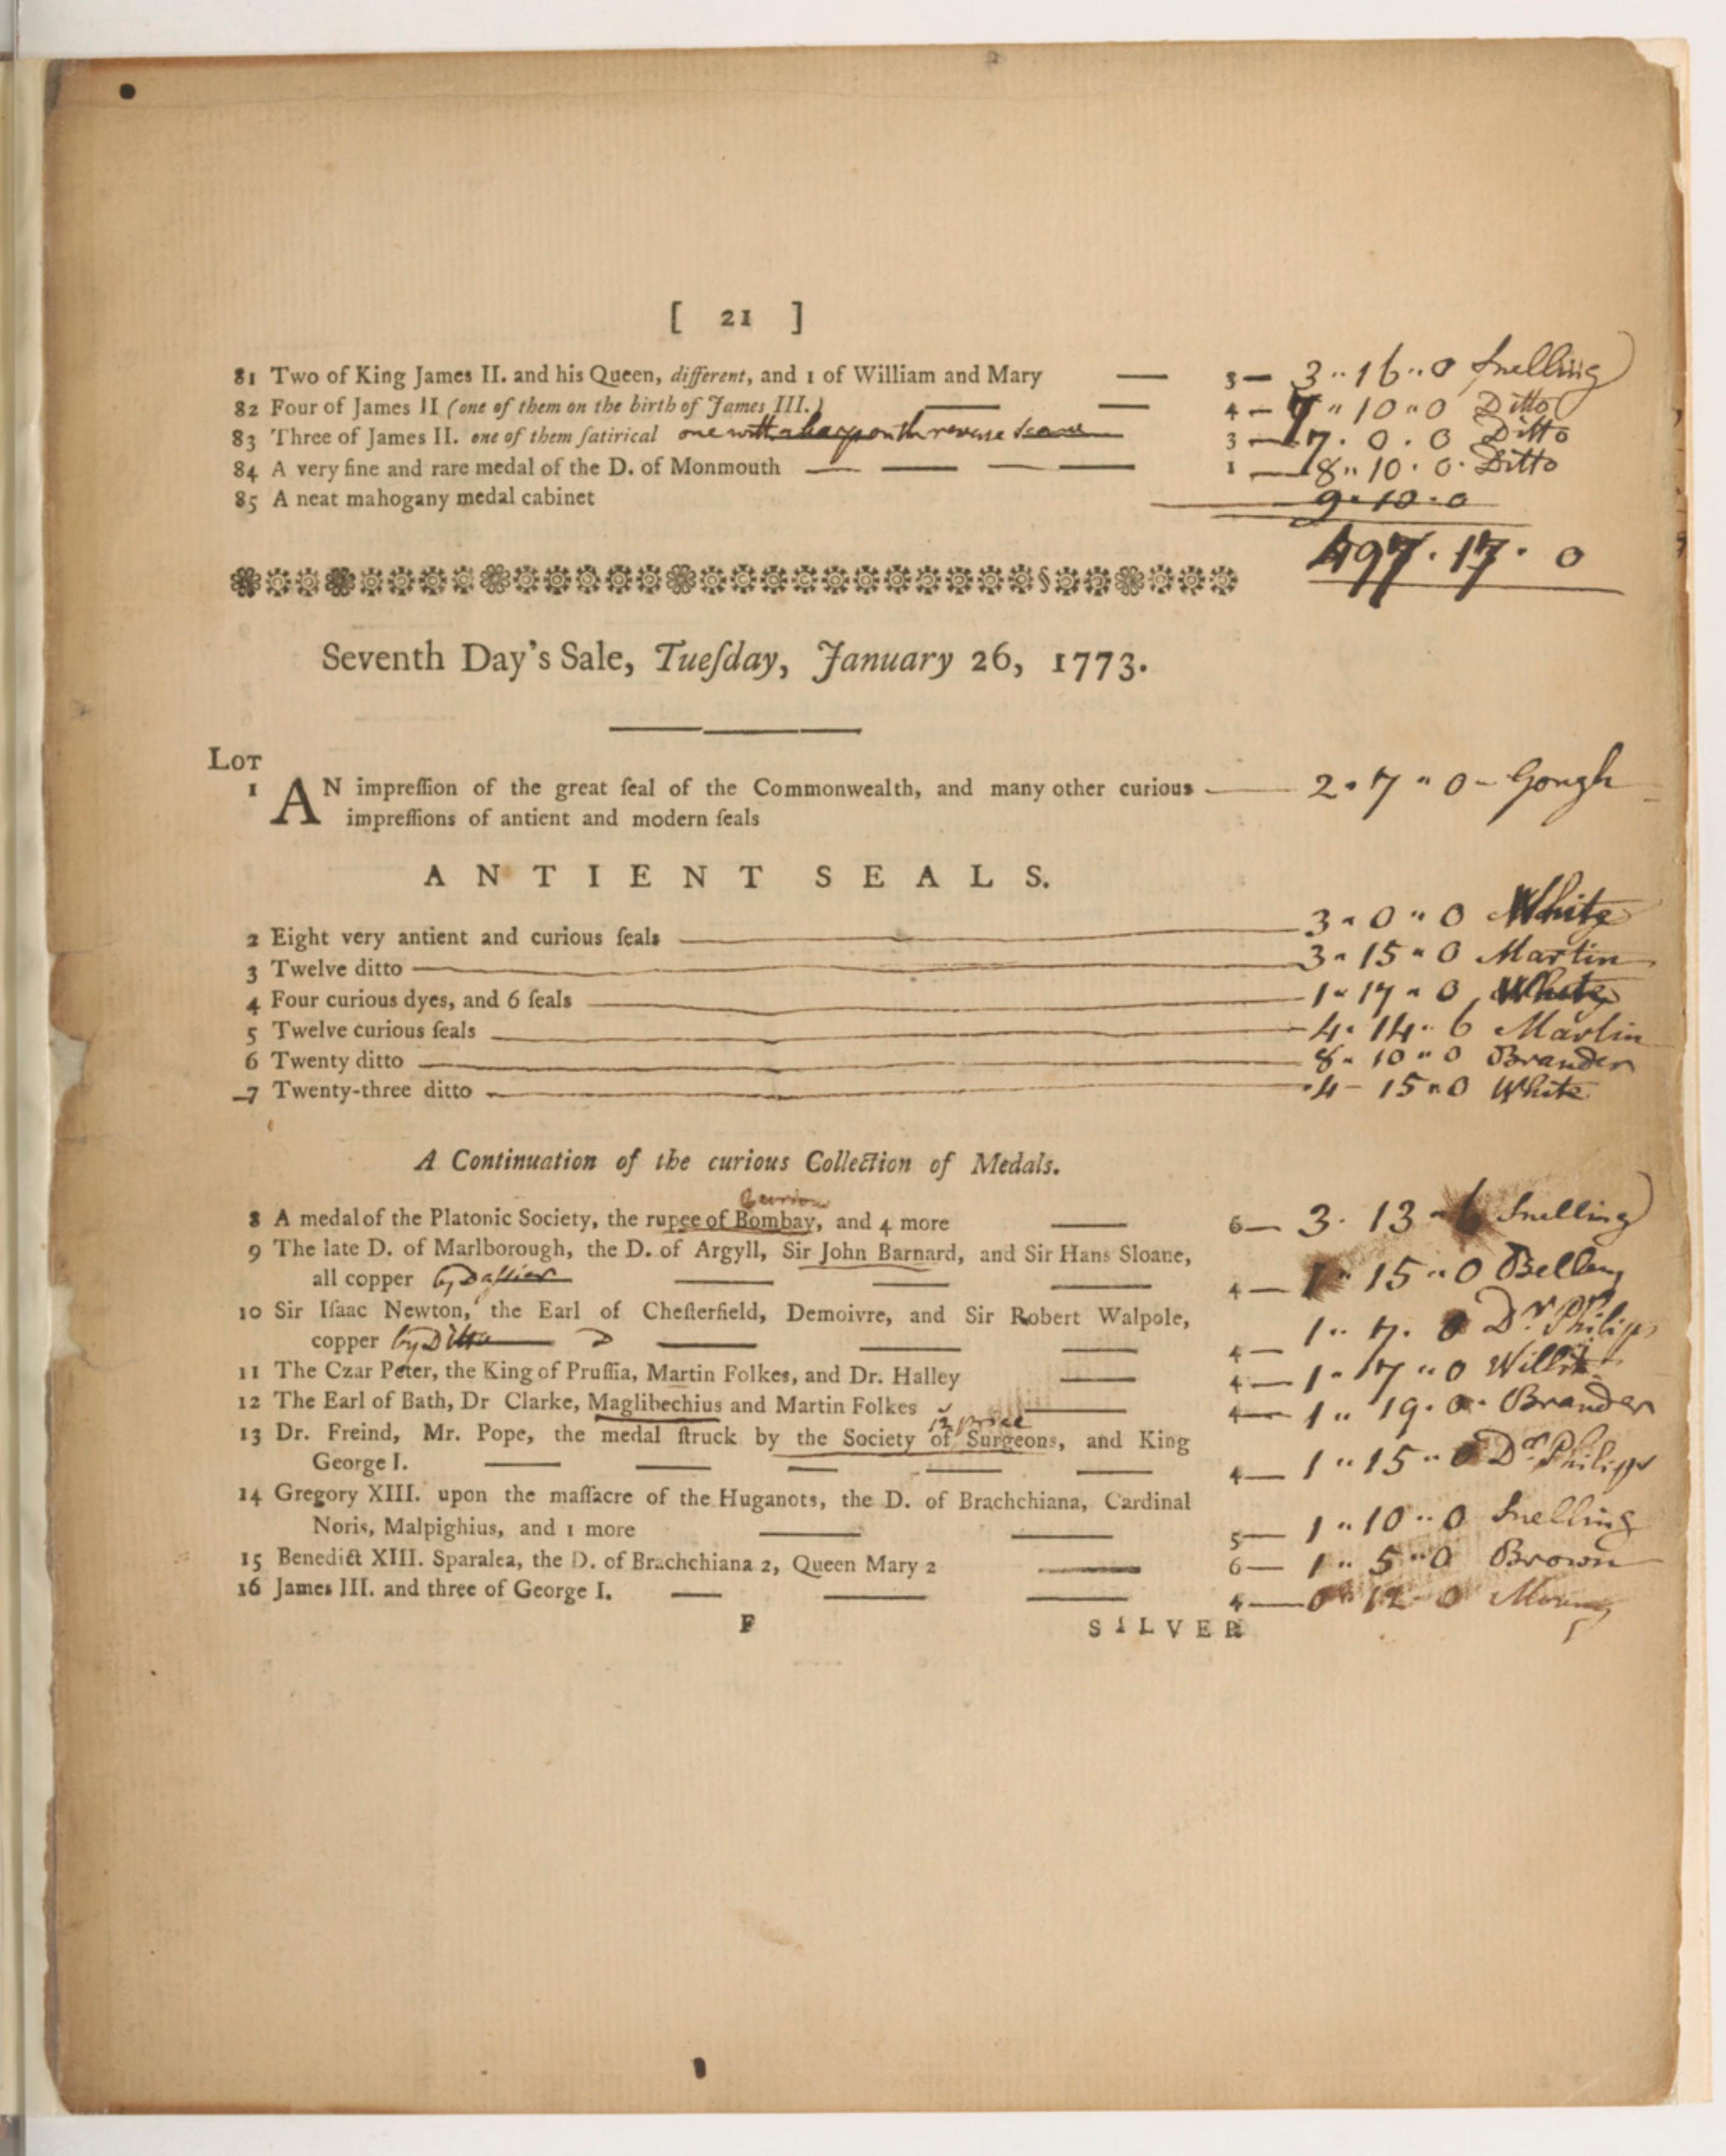 [ 21 ]
81 Two of King James II. and his Queen, different, and 1 of William and Mary — 3 — 3 " 16 " 0 Snelling
82 Four of James II (one of them on the birth of James III.) — — 4 — 7 " 10 " 0 Ditto
83 Three of James II. one of them ſatirical one with a harp on th reverse scarce 3 — 7 . 0 . 0 Ditto
84 A very fine and rare medal of the D. of Monmouth — — — — 1 — 8 " 10 . 0 . Ditto
85 A neat mahogany medal cabinet 9 . 10 . 0
497 . 17 . 0
Seventh Day's Sale, Tueſday, January 26, 1773.
LOT
1 AN impreſſion of the great ſeal of the Commonwealth, and many other curious — 2 . 7 " 0 - Gough
impreſſions of antient and modern ſeals
ANTIENT SEALS.
2 Eight very antient and curious ſeals — 3 " 0 " 0 White
3 Twelve ditto — 3 " 15 " 0 Martin
4 Four curious dyes, and 6 ſeals — 1 " 17 " 0 White
5 Twelve curious ſeals — 4 . 14 . 6 Martin
6 Twenty ditto — 8 " 10 " 0 Brander
7 Twenty-three ditto — 4 - 15 " 0 White
A Continuation of the curious Collection of Medals.
8 A medal of the Platonic Society, the rupee of Bombay, and 4 more — 6 — 3 . 13 - 6 Snelling
9 The late D. of Marlborough, the D. of Argyll, Sir John Barnard, and Sir Hans Sloane,
all copper by Dassier — — — 4 — 1 " 15 " 0
10 Sir Iſaac Newton, the Earl of Cheſterfield, Demoivre, and Sir Robert Walpole,
copper by Ditto — — — 4 — 1 " 7 . 0 Dr Philips
11 The Czar Peter, the King of Pruſſia, Martin Folkes, and Dr. Halley — 4 — 1 " 17 " 0
12 The Earl of Bath, Dr Clarke, Maglibechius and Martin Folkes — 4 — 1 " 19 . 0 . Brander
13 Dr. Freind, Mr. Pope, the medal ſtruck by the Society of Surgeons, and King
George I. — — — — — 4 — 1 " 15 " 0 Dr Philips
14 Gregory XIII. upon the maſſacre of the Huganots, the D. of Brachchiana, Cardinal
Noris, Malpighius, and 1 more — — 5 — 1 " 10 " 0 Snelling
15 Benedict XIII. Sparalea, the D. of Brachchiana 2, Queen Mary 2 — 6 — 1 " 5 " 0 Brown
16 James III. and three of George I. — — — 4 — 0 " 12 - 0
F SILVER